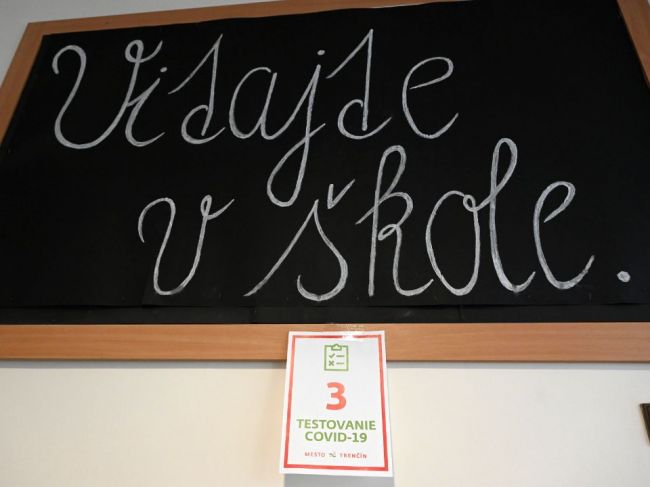 Vitajte
v škole.
3
TESTOVANIE
COVID-19
MESTO TRENČÍN